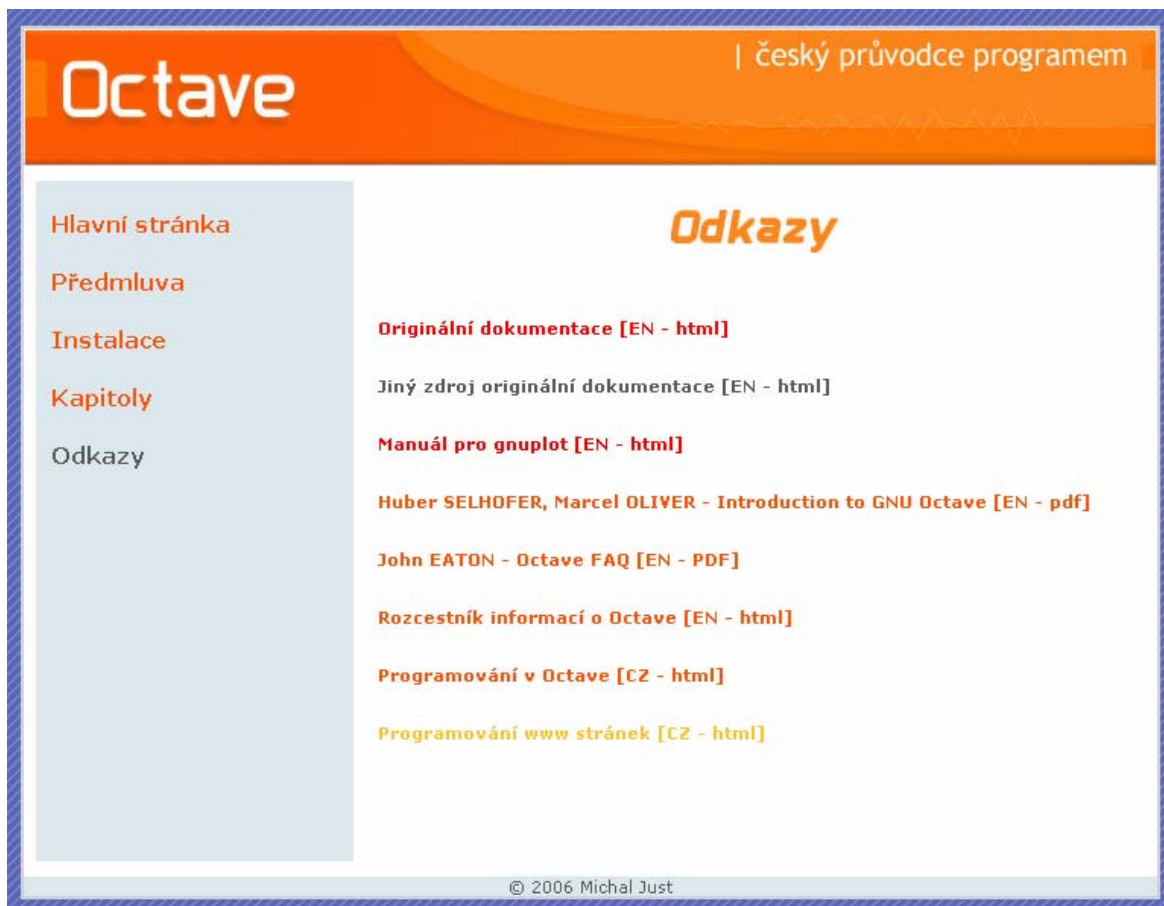 Octave
| český průvodce programem
Hlavní stránka
Předmluva
Instalace
Kapitoly
Odkazy
Odkazy
Originální dokumentace [EN - html]
Jiný zdroj originální dokumentace [EN - html]
Manuál pro gnuplot [EN - html]
Huber SELHOFER, Marcel OLIVER - Introduction to GNU Octave [EN - pdf]
John EATON - Octave FAQ [EN - PDF]
Rozcestník informací o Octave [EN - html]
Programování v Octave [CZ - html]
Programování www stránek [CZ - html]
© 2006 Michal Just